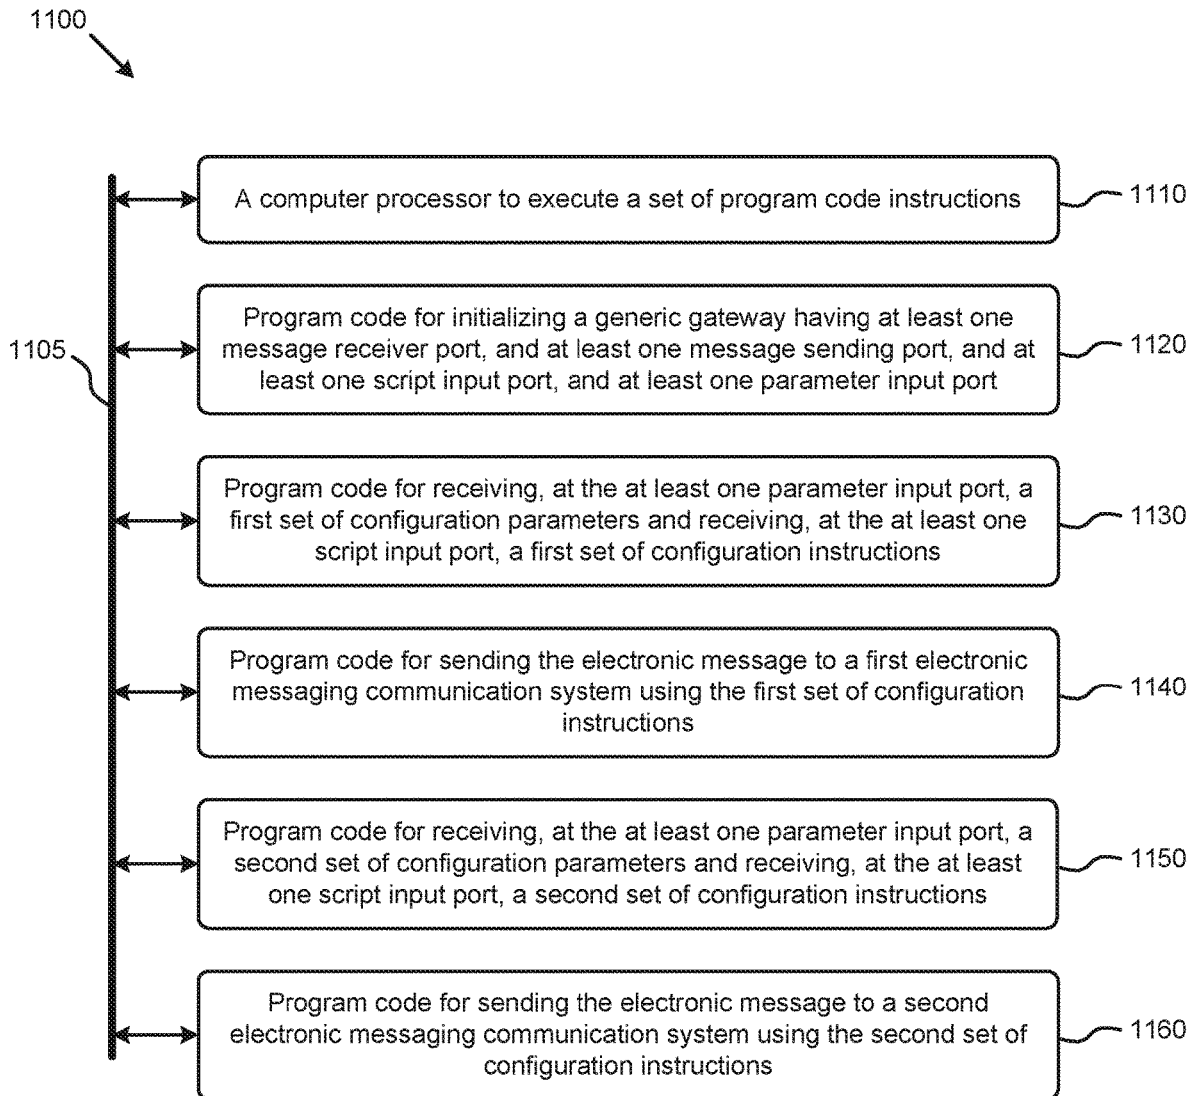 1100
A computer processor to execute a set of program code instructions
1110
Program code for initializing a generic gateway having at least one
message receiver port, and at least one message sending port, and at
least one script input port, and at least one parameter input port
1120
1105
Program code for receiving, at the at least one parameter input port, a
first set of configuration parameters and receiving, at the at least one
script input port, a first set of configuration instructions
1130
Program code for sending the electronic message to a first electronic
messaging communication system using the first set of configuration
instructions
1140
Program code for receiving, at the at least one parameter input port, a
second set of configuration parameters and receiving, at the at least
one script input port, a second set of configuration instructions
1150
Program code for sending the electronic message to a second
electronic messaging communication system using the second set of
configuration instructions
1160